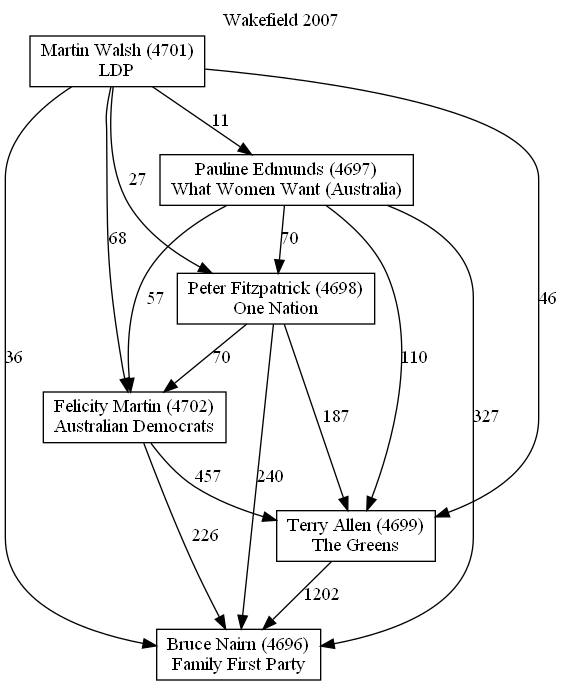 Wakefield 2007
Martin Walsh (4701)
LDP
11
Pauline Edmunds (4697)
What Women Want (Australia)
27
68
70
57
Peter Fitzpatrick (4698)
One Nation
46
36
70
110
187
327
Felicity Martin (4702)
Australian Democrats
457
240
226
Terry Allen (4699)
The Greens
1202
Bruce Nairn (4696)
Family First Party